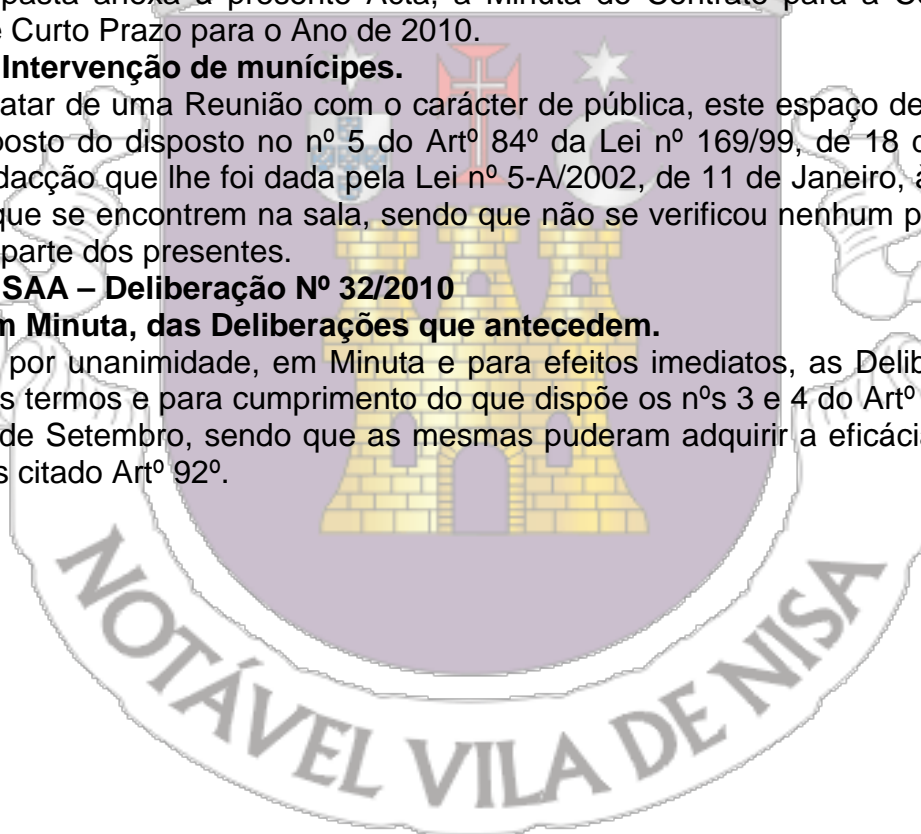 pasta anexa à presente Acta, a Minuta do Contrato para a
Curto Prazo para o Ano de 2010.
Intervenção de munícipes.
atar de uma Reunião com o carácter de pública, este espaço de
posto do disposto no nº 5 do Artº 84º da Lei nº 169/99, de 18
dacção que lhe foi dada pela Lei nº 5-A/2002, de 11 de Janeiro,
que se encontrem na sala, sendo que não se verificou nenhum p
parte dos presentes.
SAA – Deliberação Nº 32/2010
m Minuta, das Deliberações que antecedem.
por unanimidade, em Minuta e para efeitos imediatos, as Delib
s termos e para cumprimento do que dispõe os nºs 3 e 4 do Artº
de Setembro, sendo que as mesmas puderam adquirir a eficáci
s citado Artº 92º.
NOTÁVEL VILA DE NISA